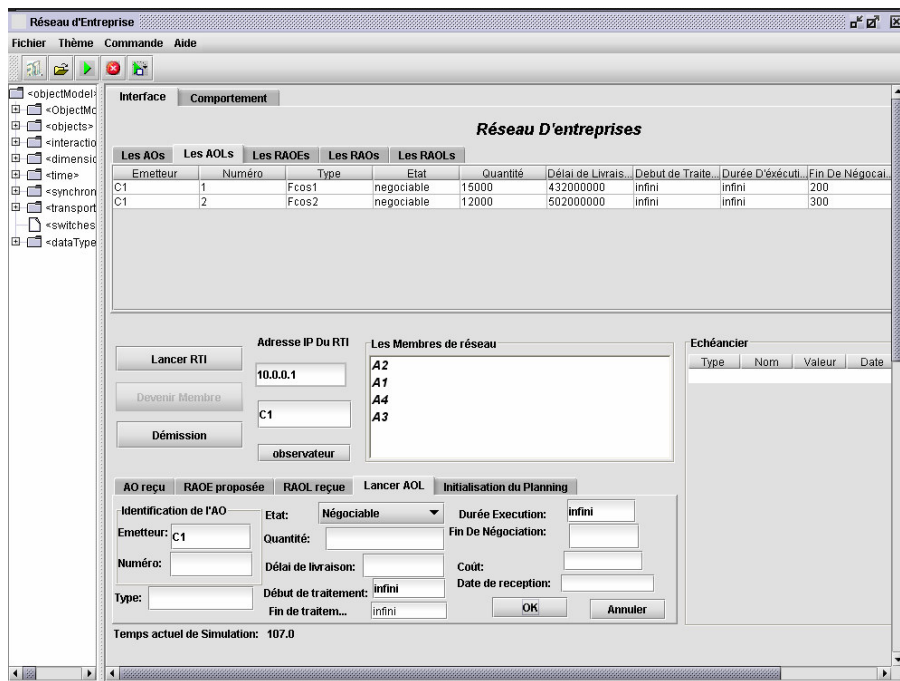 Réseau d'Entreprise
Fichier Thème Commande Aide
<objectModel>
<ObjectMo
<objects>
<interactio
<dimensio
<time>
<synchron
<transport
<switches
<dataType
Interface Comportement
Réseau D'entreprises
Les AOs Les AOLs Les RAOEs Les RAOs Les RAOLs
Emetteur Numéro Type Etat Quantité Délai de Livrais... Debut de Traite... Durée D'éxécuti... Fin De Négocai...
C1 1 Fcos1 negociable 15000 432000000 infini infini 200
C1 2 Fcos2 negociable 12000 502000000 infini infini 300
Lancer RTI
Devenir Membre
Démission
Adresse IP Du RTI
10.0.0.1
C1
observateur
Les Membres de réseau
A2
A1
A4
A3
Echéancier
Type Nom Valeur Date
AO reçu RAOE proposée RAOL reçue Lancer AOL Initialisation du Planning
Identification de l'AO
Emetteur: C1
Numéro:
Type:
Etat: Négociable
Quantité:
Délai de livraison:
Début de traitement: infini
Fin de traitem... infini
Durée Execution: infini
Fin De Négociation:
Coût:
Date de reception:
OK Annuler
Temps actuel de Simulation: 107.0